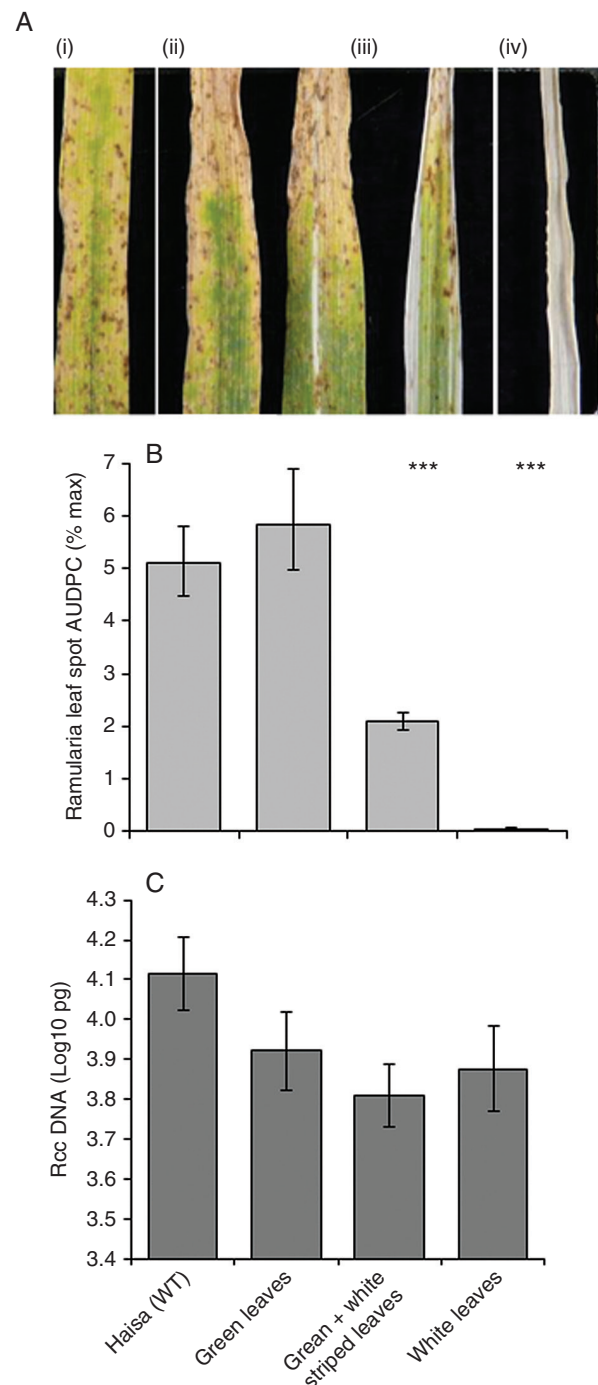 A
(i) (ii) (iii) (iv)
B
Ramularia leaf spot AUDPC (% max)
7
6
5
4
3
2
1
0
*** ***
C
Rcc DNA (Log10 pg)
4.3
4.2
4.1
4.0
3.9
3.8
3.7
3.6
3.5
3.4
Haisa (WT)
Green leaves
Grean + white
striped leaves
White leaves